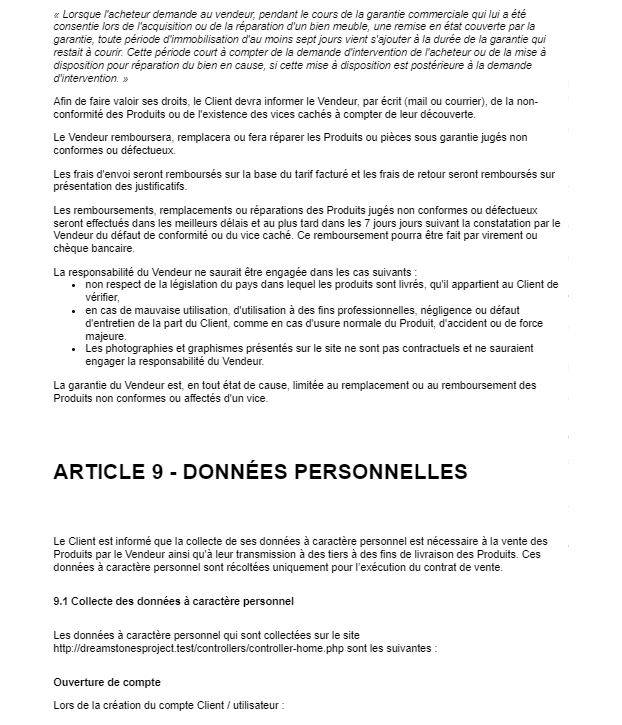 « Lorsque l'acheteur demande au vendeur, pendant le cours de la garantie commerciale qui lui a été
consentie lors de l'acquisition ou de la réparation d'un bien meuble, une remise en état couverte par la
garantie, toute période d'immobilisation d'au moins sept jours vient s'ajouter à la durée de la garantie qui
restait à courir. Cette période court à compter de la demande d'intervention de l'acheteur ou de la mise à
disposition pour réparation du bien en cause, si cette mise à disposition est postérieure à la demande
d'intervention. »
Afin de faire valoir ses droits, le Client devra informer le Vendeur, par écrit (mail ou courrier), de la non-
conformité des Produits ou de l'existence des vices cachés à compter de leur découverte.
Le Vendeur remboursera, remplacera ou fera réparer les Produits ou pièces sous garantie jugés non
conformes ou défectueux.
Les frais d'envoi seront remboursés sur la base du tarif facturé et les frais de retour seront remboursés sur
présentation des justificatifs.
Les remboursements, remplacements ou réparations des Produits jugés non conformes ou défectueux
seront effectués dans les meilleurs délais et au plus tard dans les 7 jours jours suivant la constatation par le
Vendeur du défaut de conformité ou du vice caché. Ce remboursement pourra être fait par virement ou
chèque bancaire.
La responsabilité du Vendeur ne saurait être engagée dans les cas suivants :
• non respect de la législation du pays dans lequel les produits sont livrés, qu'il appartient au Client de
vérifier,
• en cas de mauvaise utilisation, d'utilisation à des fins professionnelles, négligence ou défaut
d'entretien de la part du Client, comme en cas d'usure normale du Produit, d'accident ou de force
majeure.
• Les photographies et graphismes présentés sur le site ne sont pas contractuels et ne sauraient
engager la responsabilité du Vendeur.
La garantie du Vendeur est, en tout état de cause, limitée au remplacement ou au remboursement des
Produits non conformes ou affectés d'un vice.
ARTICLE 9 - DONNÉES PERSONNELLES
Le Client est informé que la collecte de ses données à caractère personnel est nécessaire à la vente des
Produits par le Vendeur ainsi qu'à leur transmission à des tiers à des fins de livraison des Produits. Ces
données à caractère personnel sont récoltées uniquement pour l'exécution du contrat de vente.
9.1 Collecte des données à caractère personnel
Les données à caractère personnel qui sont collectées sur le site
http://dreamstonesproject.test/controllers/controller-home.php sont les suivantes :
Ouverture de compte
Lors de la création du compte Client / utilisateur :